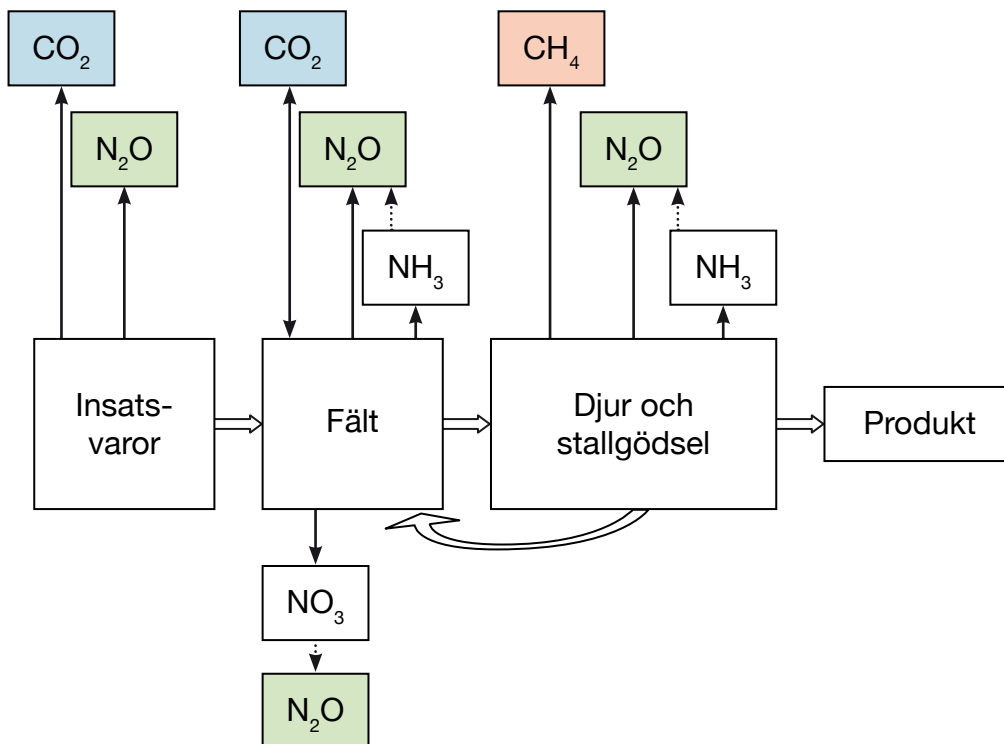 CO₂
CO₂
CH₄
N₂O
N₂O
N₂O
NH₃
NH₃
Insats-
varor
Fält
Djur och
stallgödsel
Produkt
NO₃
N₂O